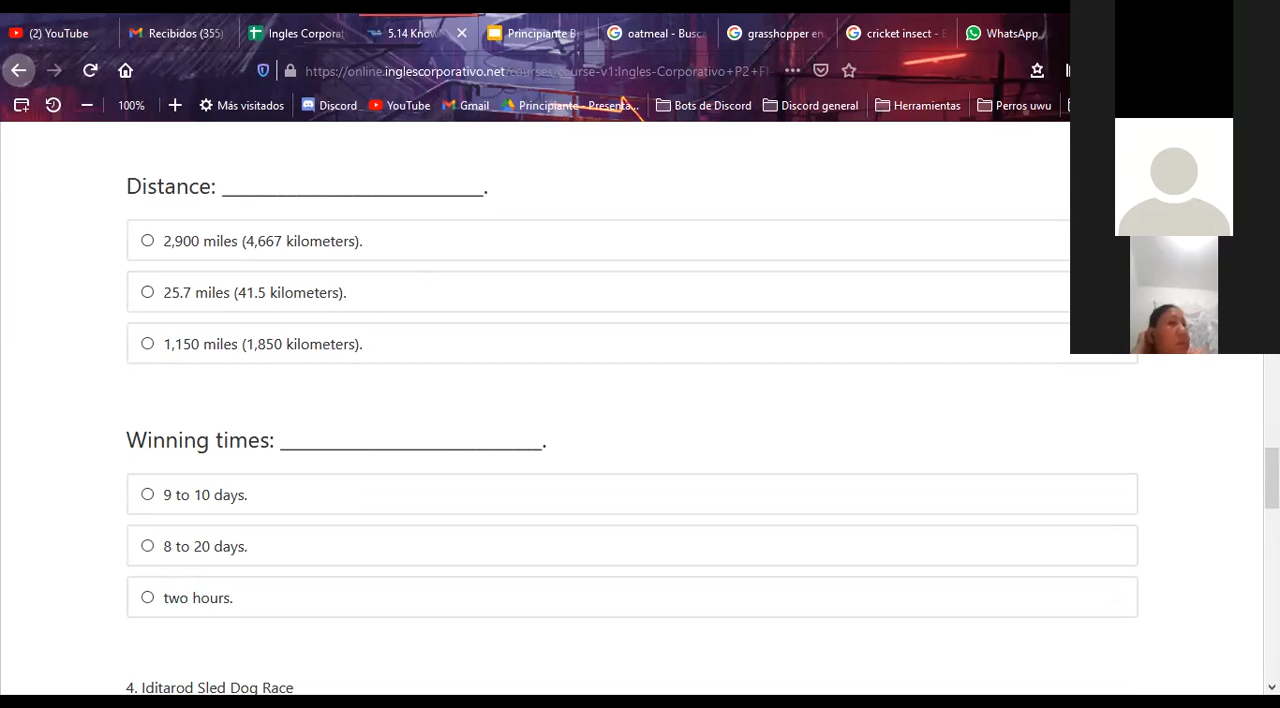 (2) YouTube Recibidos (355) Ingles Corporat 5.14 Know Principiante B oatmeal - Busca grasshopper en cricket insect - B WhatsApp
https://online.inglescorporativo.net/courses/course-v1:Ingles-Corporativo+P2+F
100% Más visitados Discord YouTube Gmail Principiante - Presenta... Bots de Discord Discord general Herramientas Perros uwu
Distance: __________________________.
2,900 miles (4,667 kilometers).
25.7 miles (41.5 kilometers).
1,150 miles (1,850 kilometers).
Winning times: __________________________.
9 to 10 days.
8 to 20 days.
two hours.
4. Iditarod Sled Dog Race